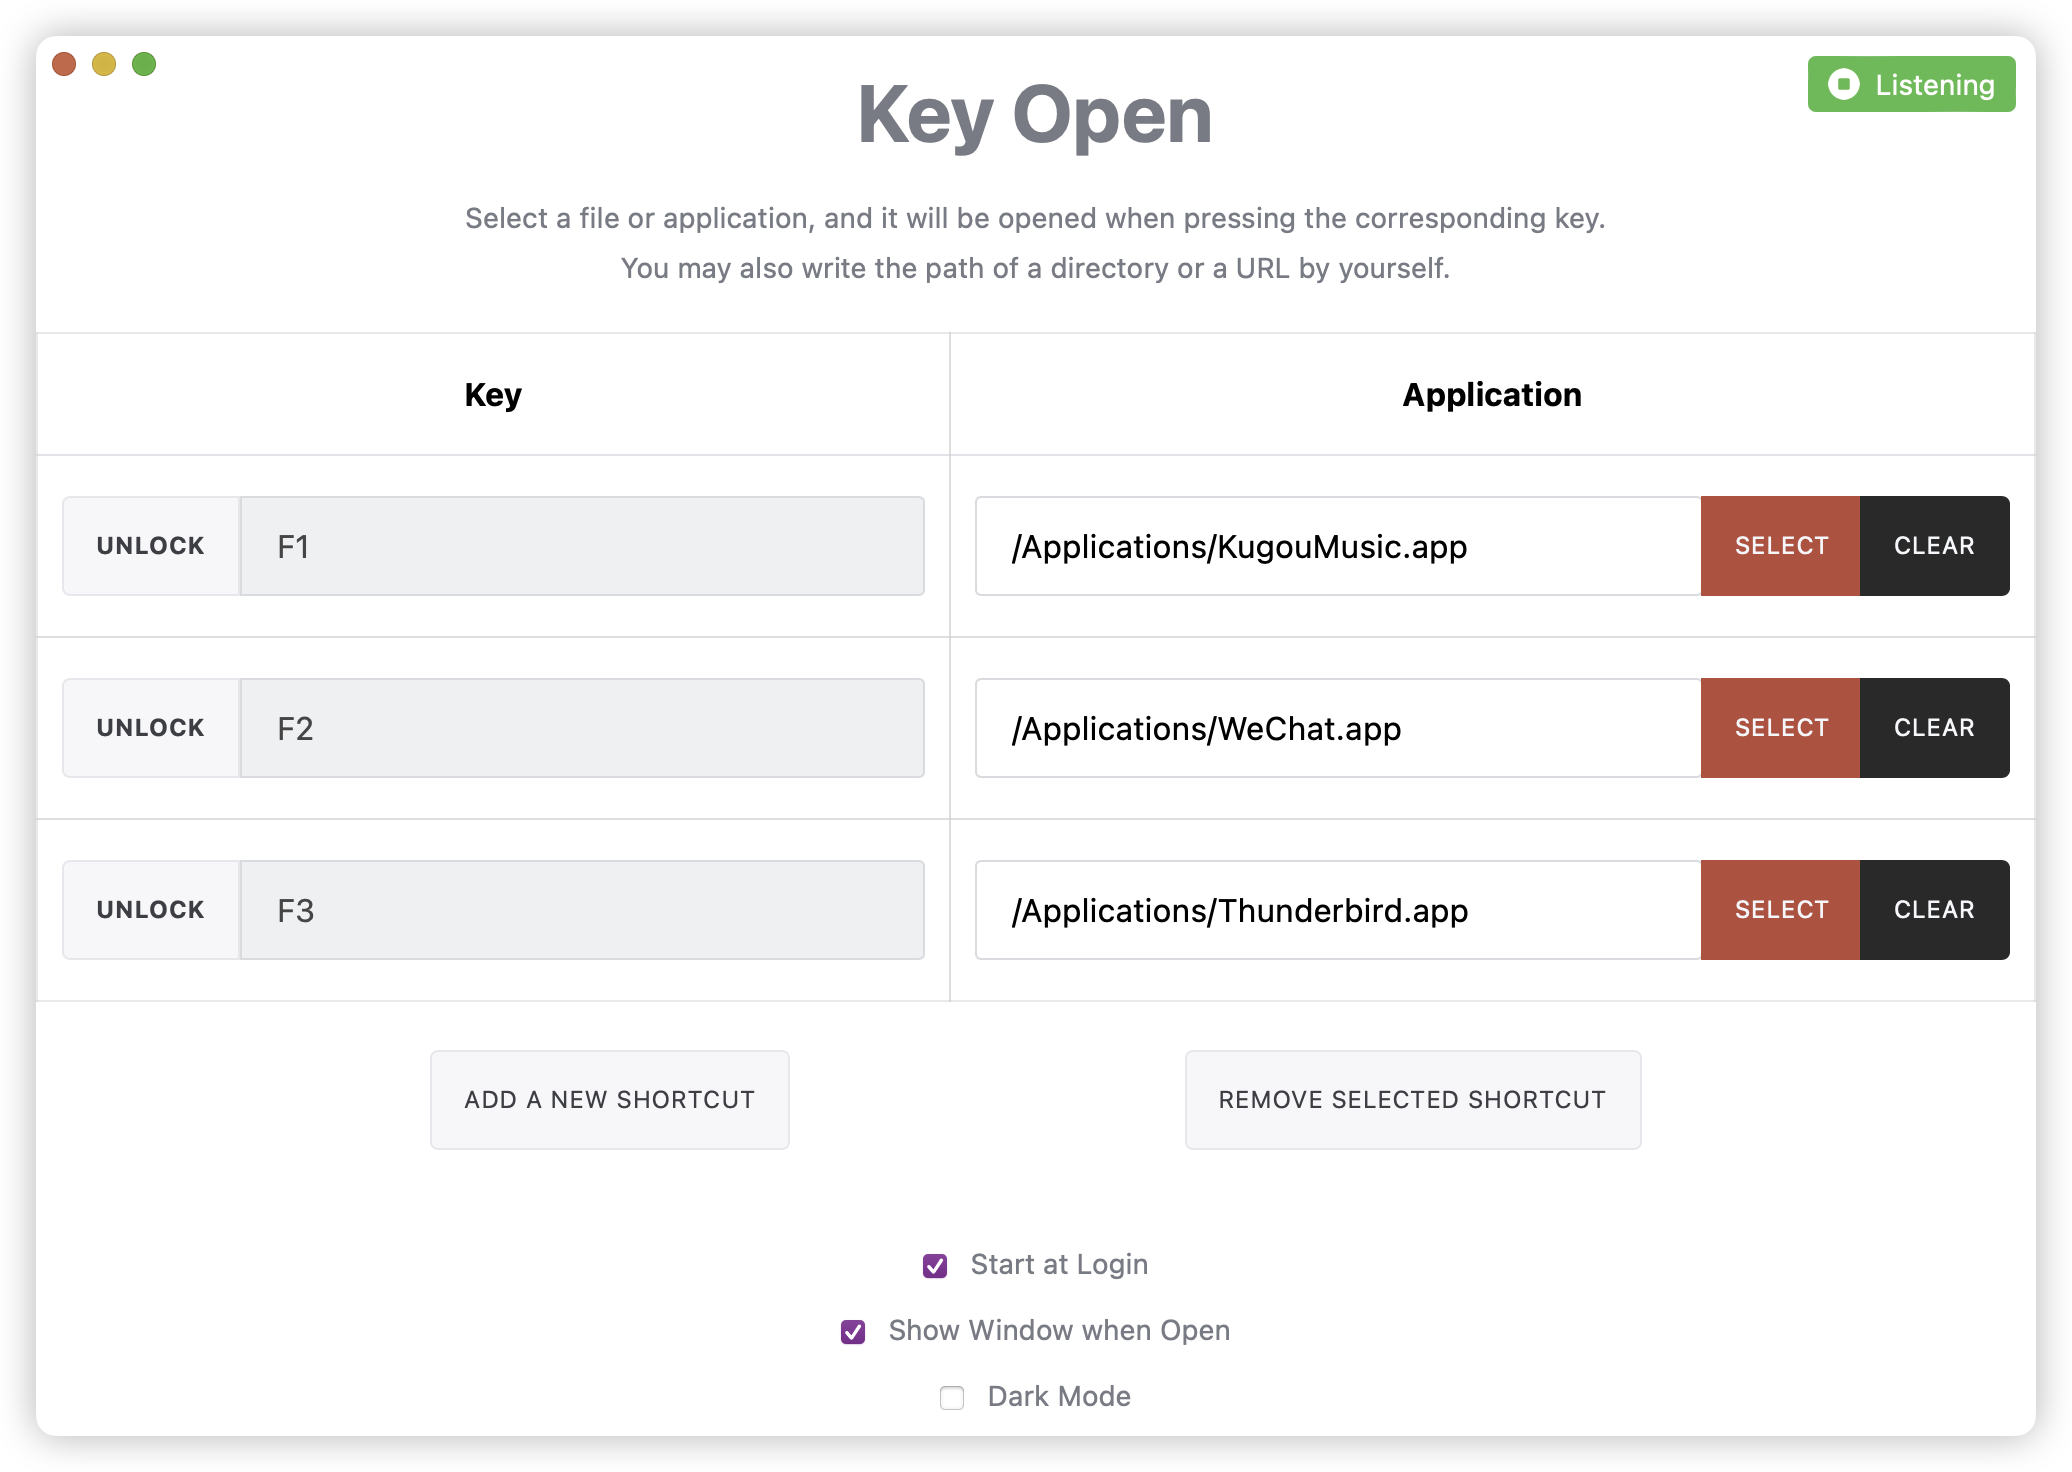 Listening
Key Open
Select a file or application, and it will be opened when pressing the corresponding key.
You may also write the path of a directory or a URL by yourself.
Key Application
UNLOCK F1 /Applications/KugouMusic.app SELECT CLEAR
UNLOCK F2 /Applications/WeChat.app SELECT CLEAR
UNLOCK F3 /Applications/Thunderbird.app SELECT CLEAR
ADD A NEW SHORTCUT REMOVE SELECTED SHORTCUT
Start at Login
Show Window when Open
Dark Mode